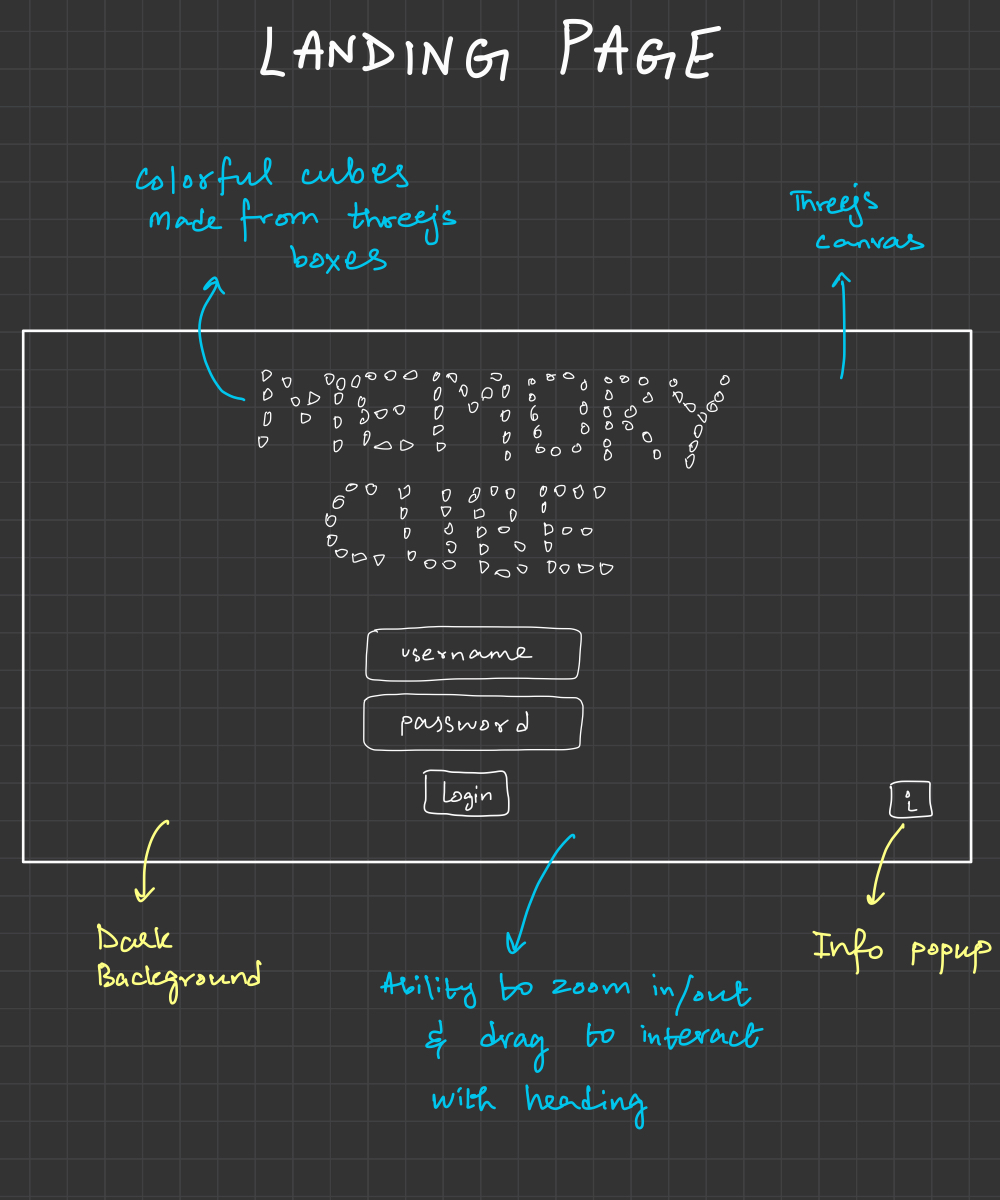 LANDING PAGE
Colorful cubes
Made from threejs
boxes
Threejs
canvas
MEMORY
CUBE
username
password
Login
i
Dark
Background
Info popup
Ability to zoom in/out
& drag to interact
with heading